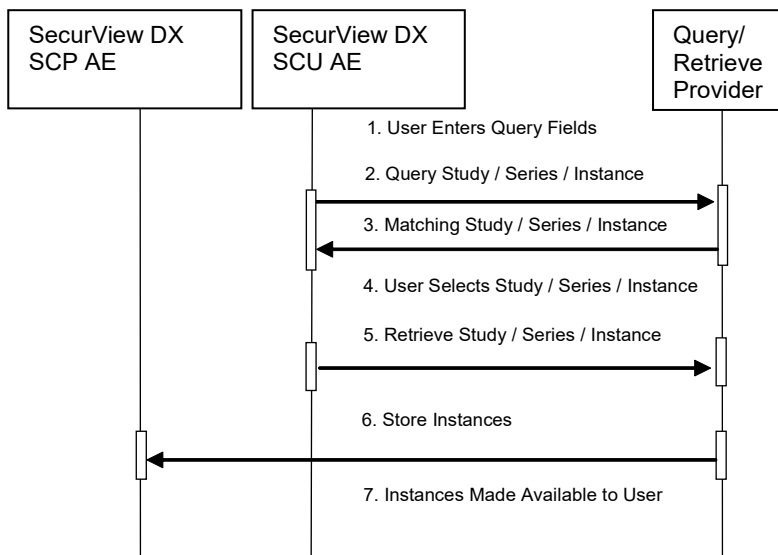 SecurView DX
SCP AE
SecurView DX
SCU AE
Query/
Retrieve
Provider
1. User Enters Query Fields
2. Query Study / Series / Instance
3. Matching Study / Series / Instance
4. User Selects Study / Series / Instance
5. Retrieve Study / Series / Instance
6. Store Instances
7. Instances Made Available to User